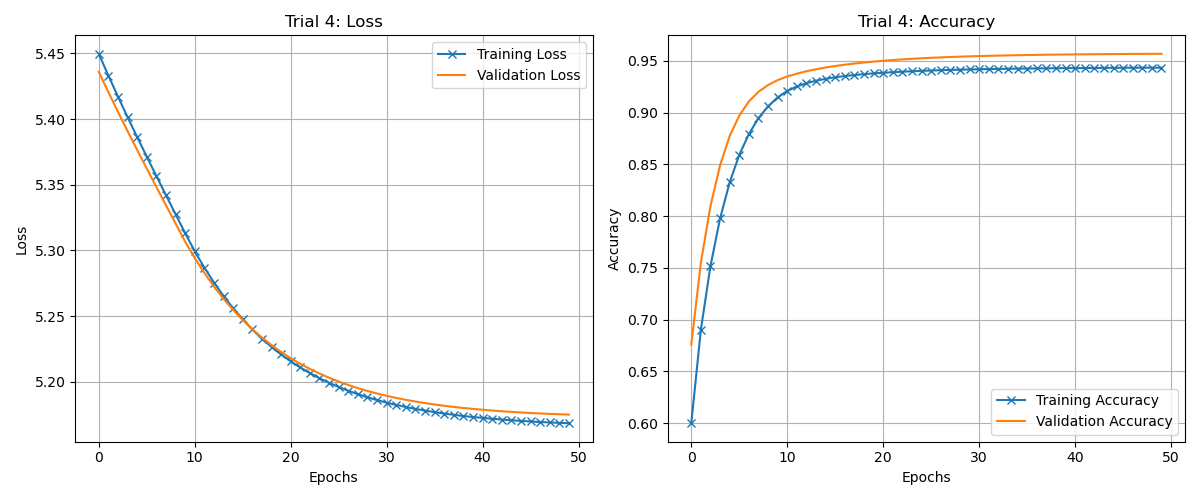 Trial 4: Loss
Loss
5.45
5.40
5.35
5.30
5.25
5.20
0
10
20
30
40
50
Epochs
Training Loss
Validation Loss
Trial 4: Accuracy
Accuracy
0.95
0.90
0.85
0.80
0.75
0.70
0.65
0.60
0
10
20
30
40
50
Epochs
Training Accuracy
Validation Accuracy